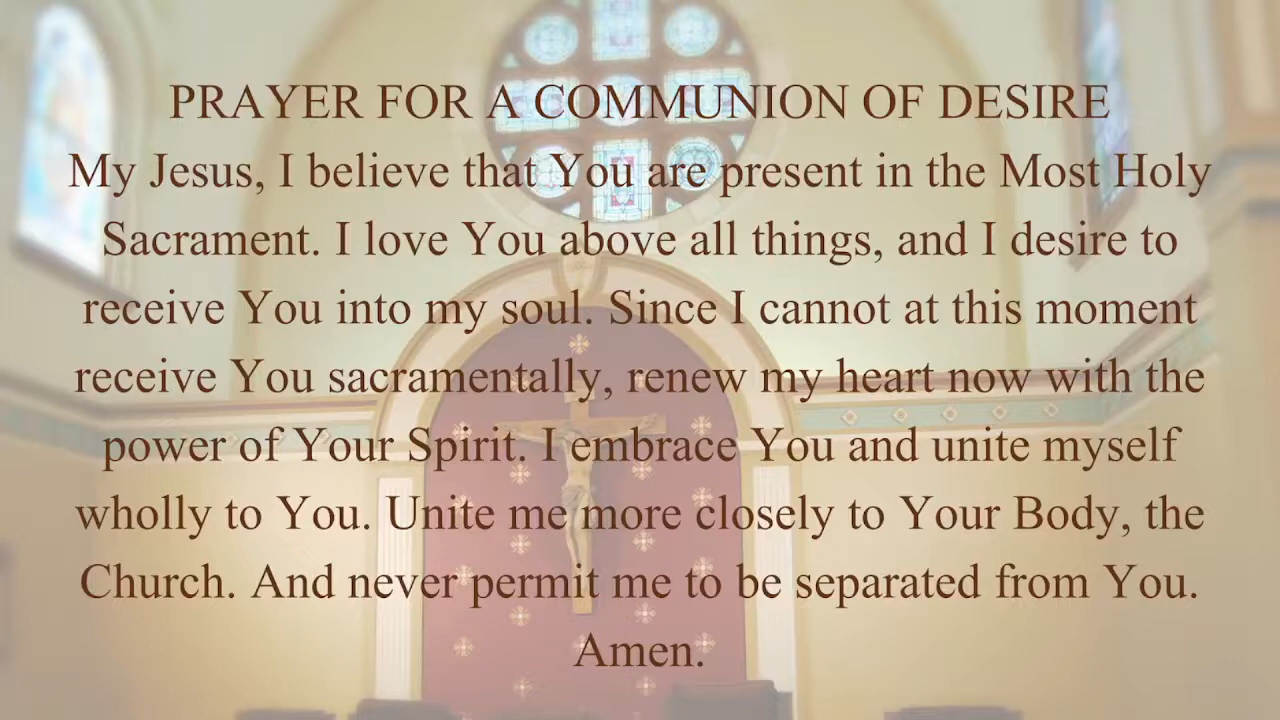 PRAYER FOR A COMMUNION OF DESIRE
My Jesus, I believe that You are present in the Most Holy
Sacrament. I love You above all things, and I desire to
receive You into my soul. Since I cannot at this moment
receive You sacramentally, renew my heart now with the
power of Your Spirit. I embrace You and unite myself
wholly to You. Unite me more closely to Your Body, the
Church. And never permit me to be separated from You.
Amen.